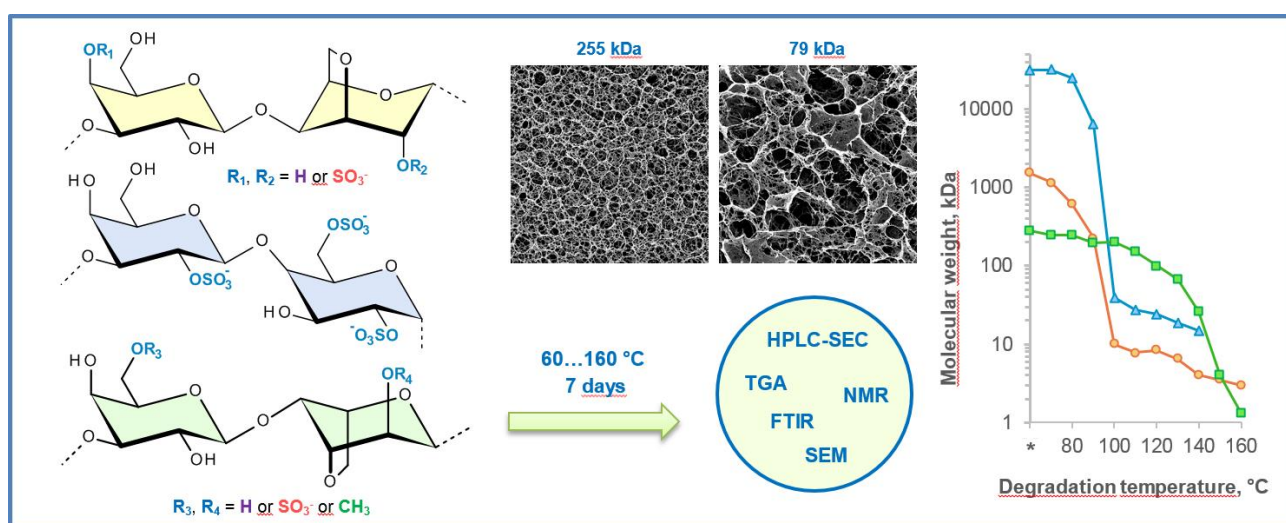 OR₁
OH
O
O
O
O
O
OH
OR₂
R₁, R₂ = H or SO₃⁻
HO
OH
O
O
O
OSO₃⁻
OSO₃⁻
O
HO
⁻O₃SO
OR₃
HO
O
O
O
OH
OR₄
O
O
R₃, R₄ = H or SO₃⁻ or CH₃
255 kDa
79 kDa
60...160 °C
7 days
HPLC-SEC
TGA
NMR
FTIR
SEM
Molecular weight, kDa
10000
1000
100
10
1
*
80
100
120
140
160
Degradation temperature, °C